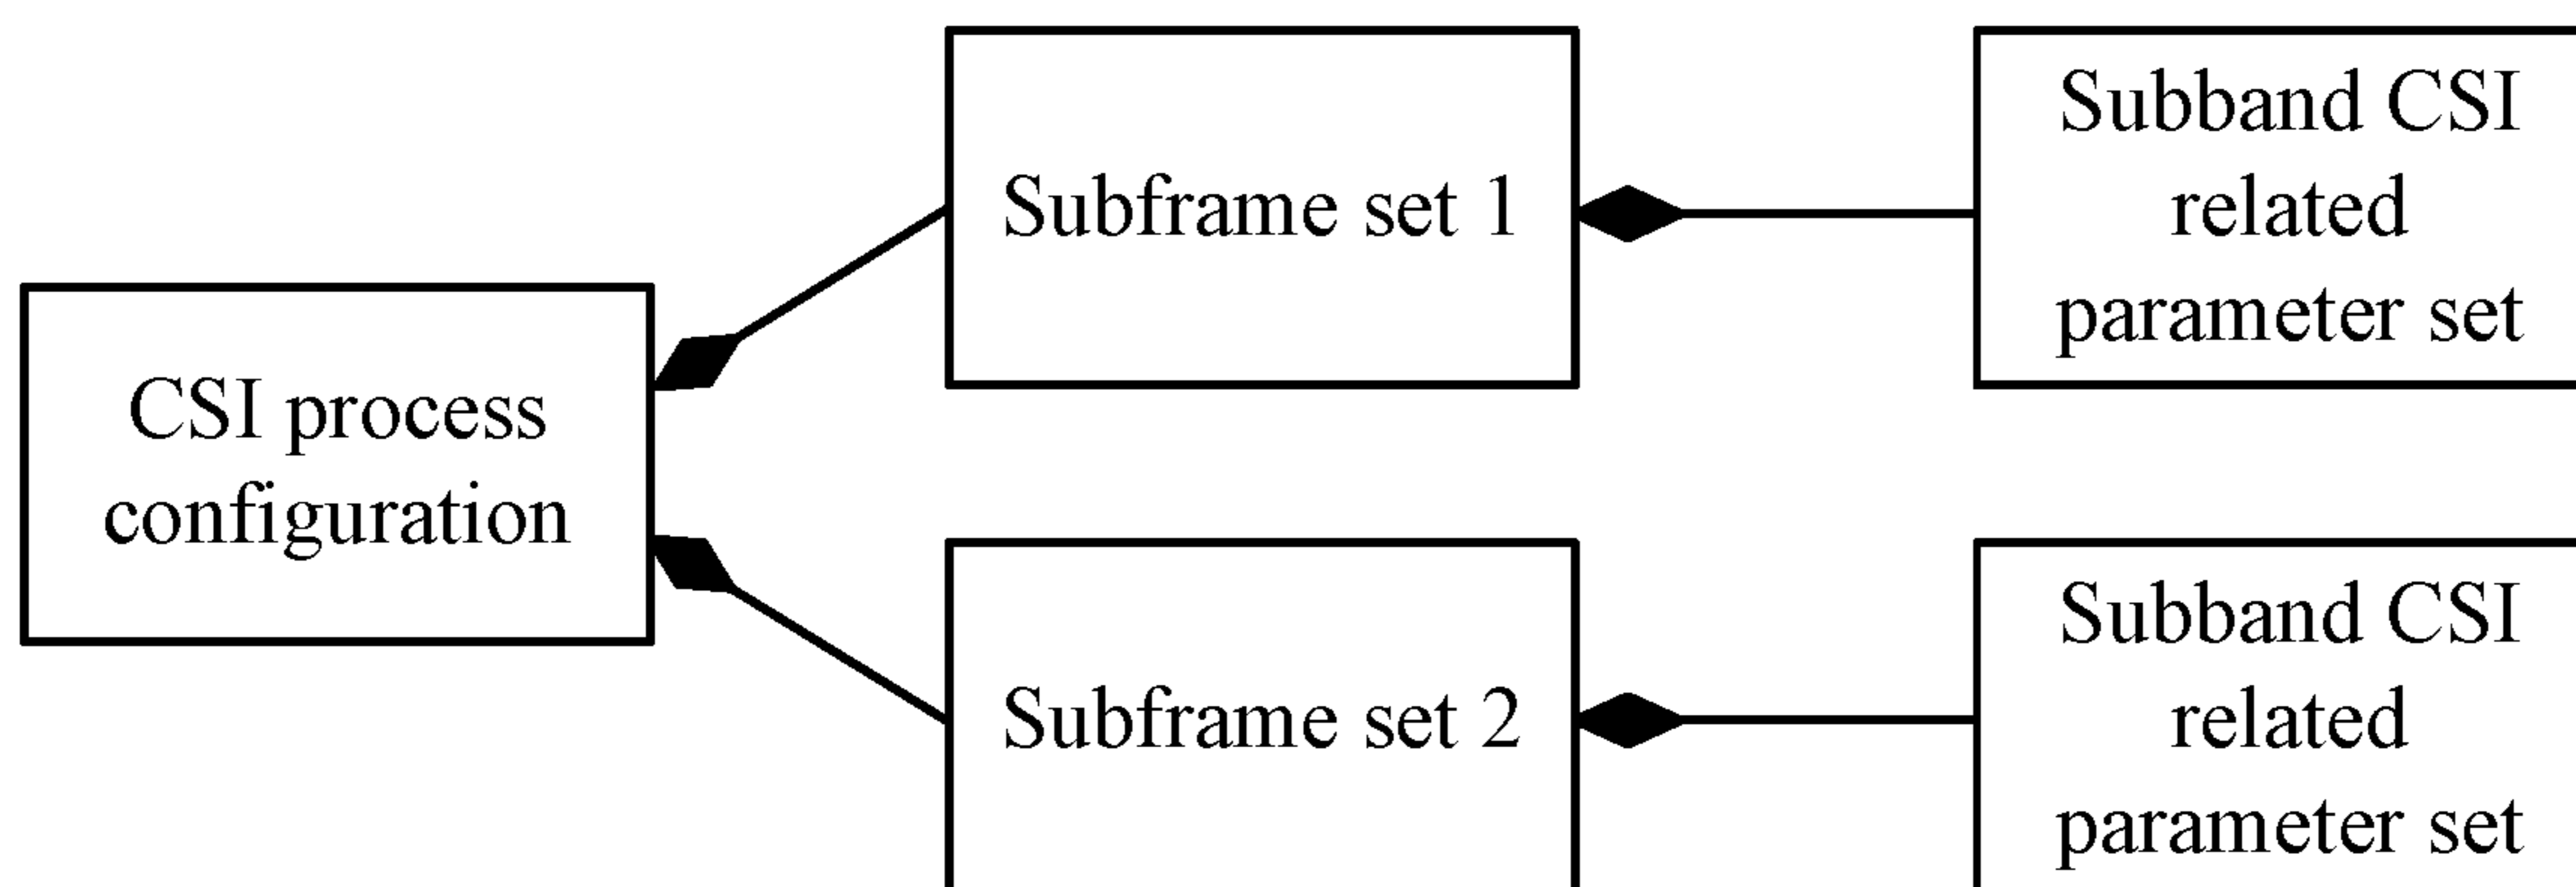 CSI process
configuration
Subframe set 1
Subband CSI
related
parameter set
Subframe set 2
Subband CSI
related
parameter set